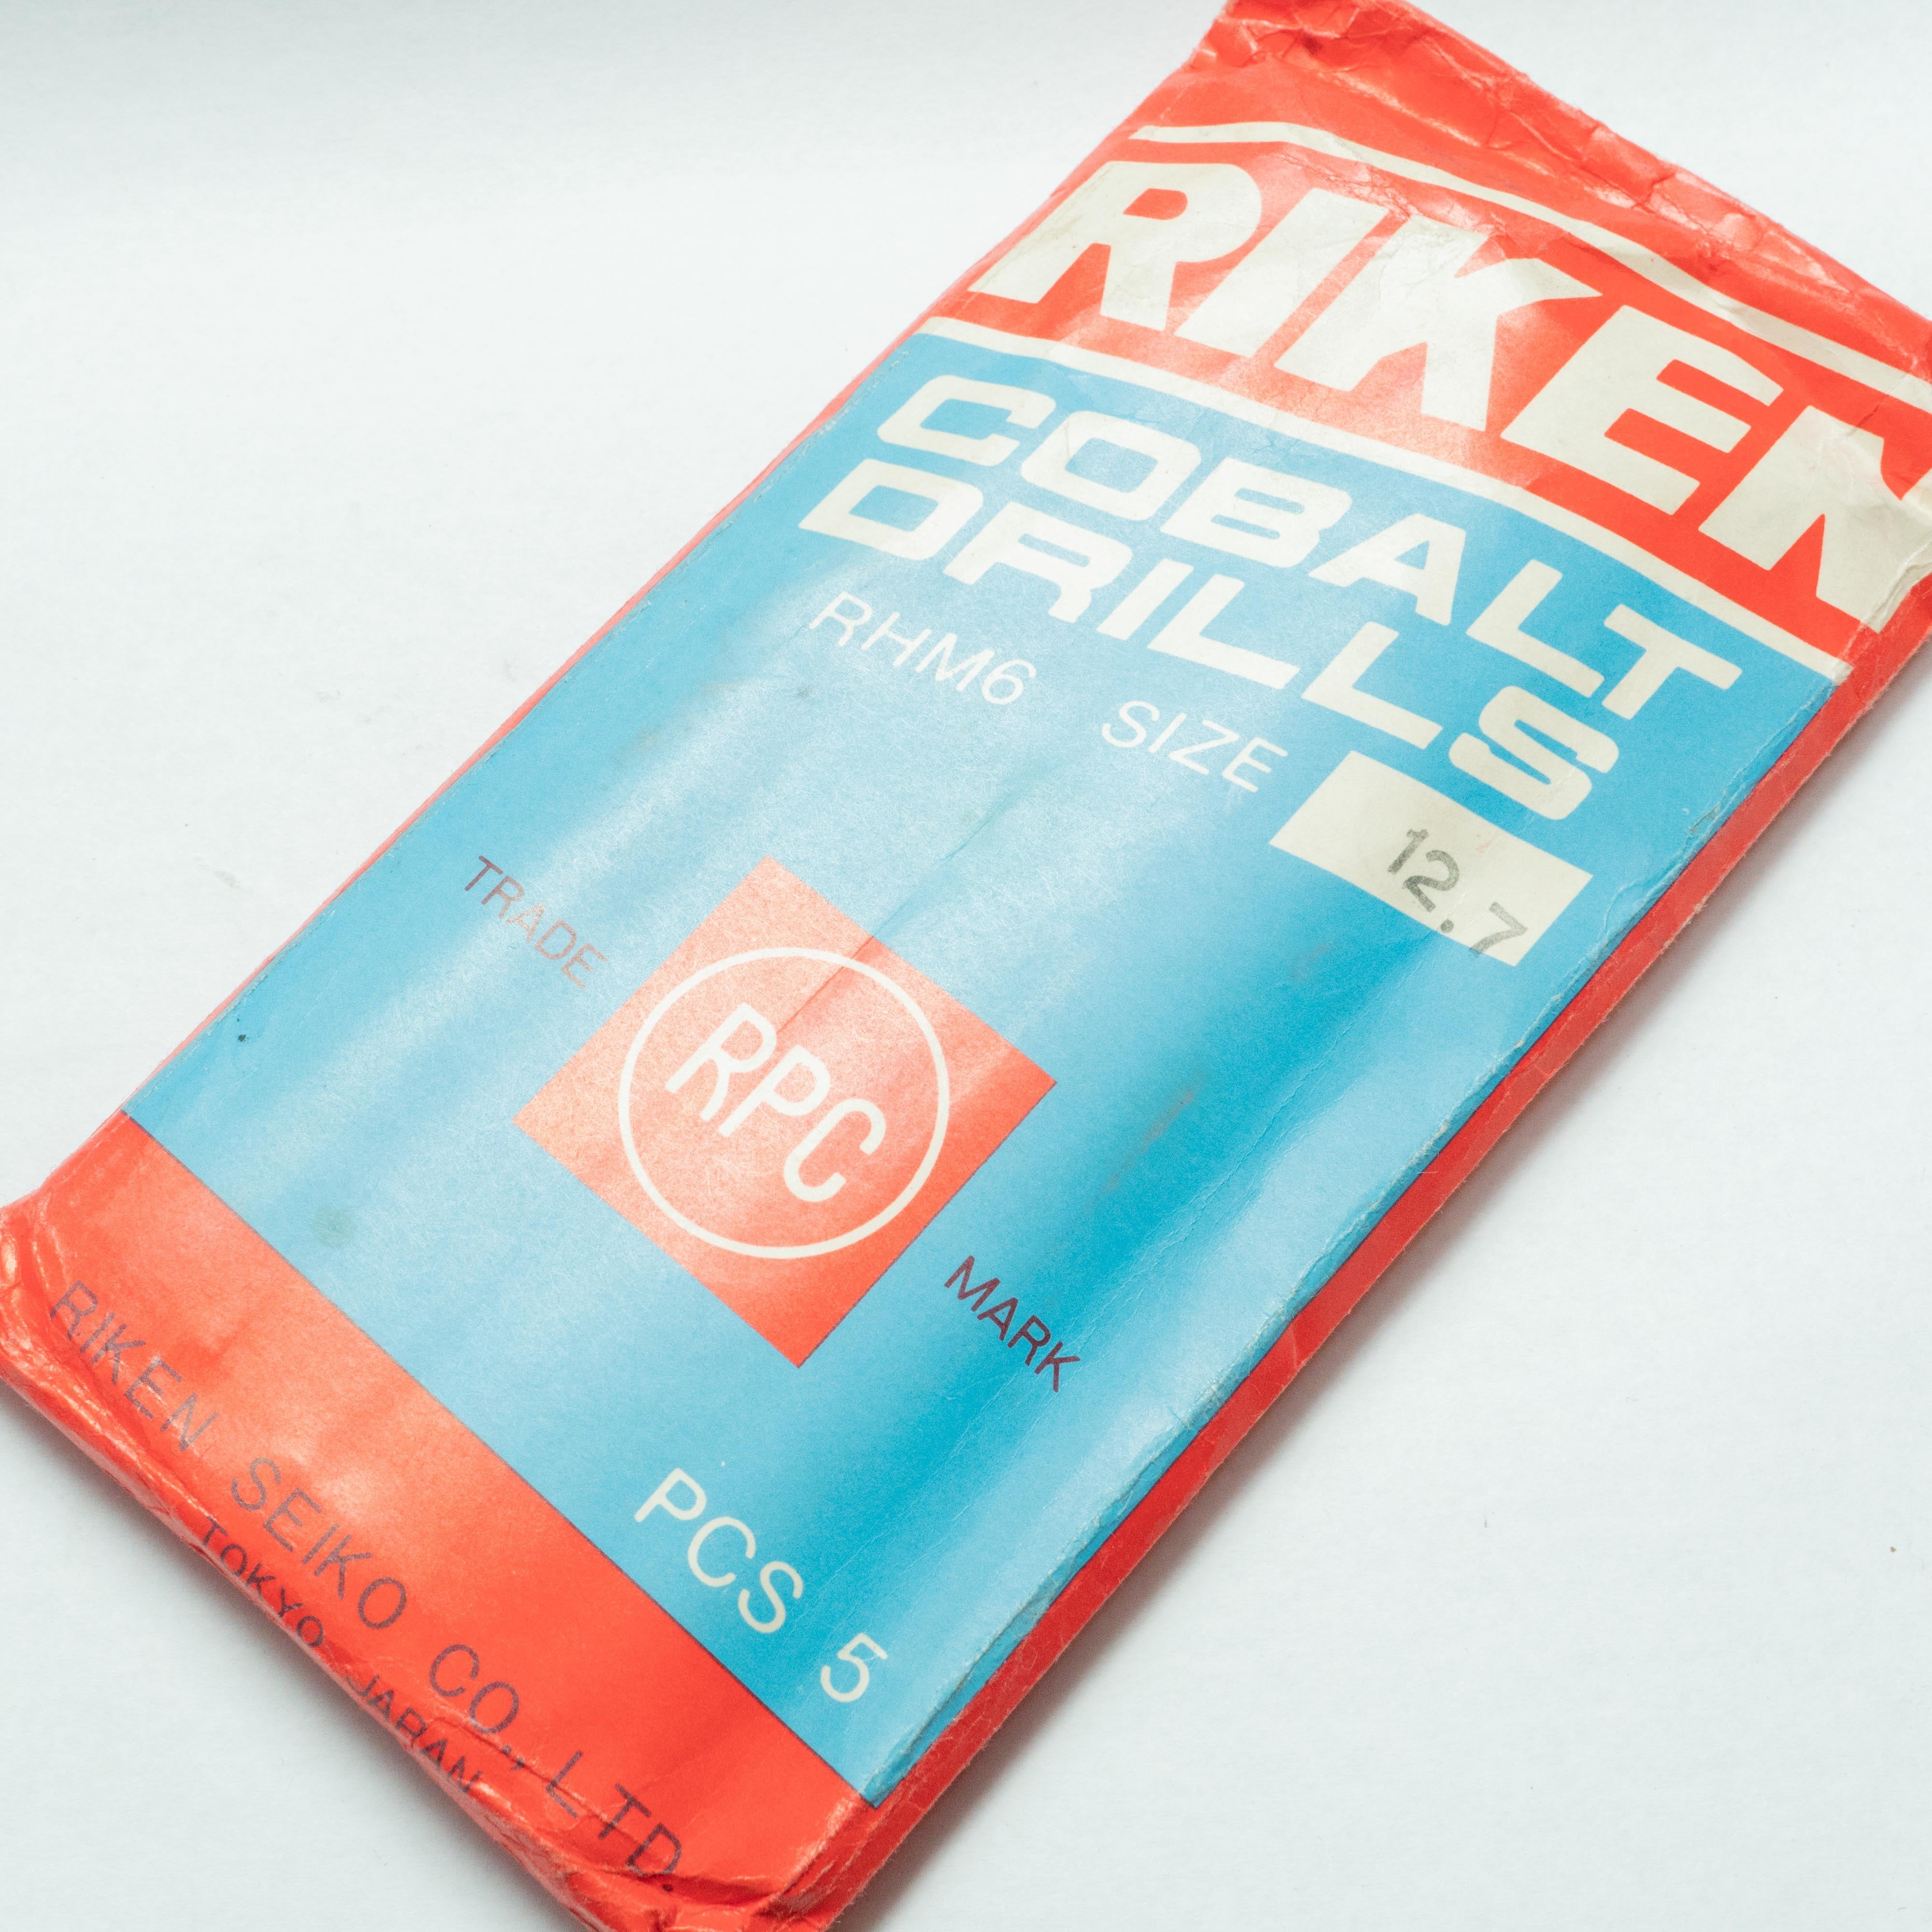 RIKEN
COBALT
DRILLS
RHM6 SIZE 12.7
TRADE RPC MARK
PCS 5
RIKEN SEIKO CO., LTD.
TOKYO JAPAN